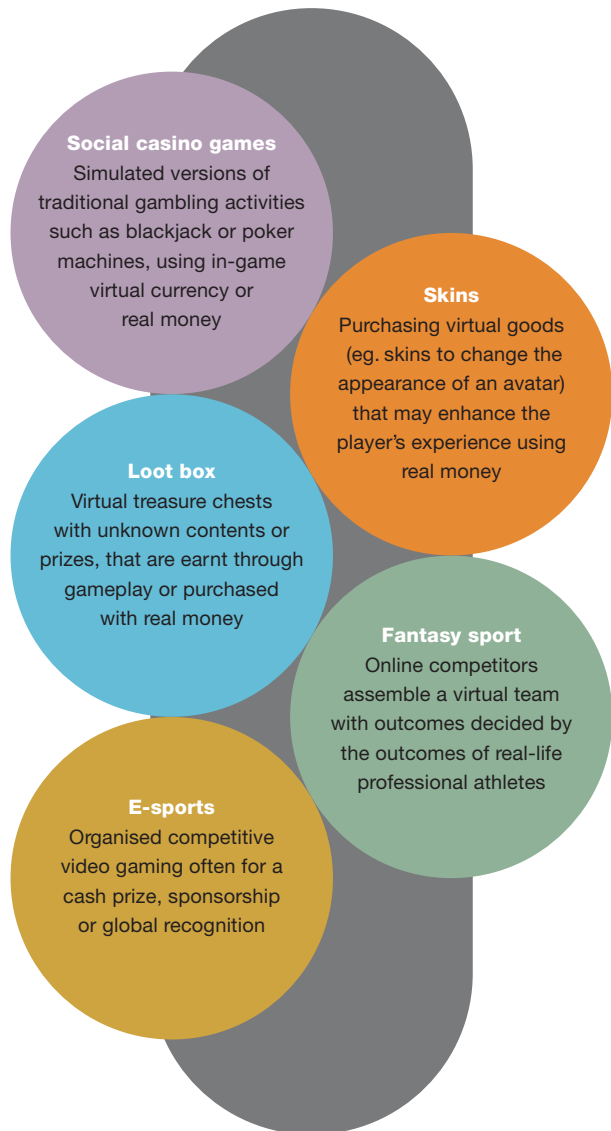 Social casino games
Simulated versions of
traditional gambling activities
such as blackjack or poker
machines, using in-game
virtual currency or
real money
Skins
Purchasing virtual goods
(eg. skins to change the
appearance of an avatar)
that may enhance the
player's experience using
real money
Loot box
Virtual treasure chests
with unknown contents or
prizes, that are earnt through
gameplay or purchased
with real money
Fantasy sport
Online competitors
assemble a virtual team
with outcomes decided by
the outcomes of real-life
professional athletes
E-sports
Organised competitive
video gaming often for a
cash prize, sponsorship
or global recognition